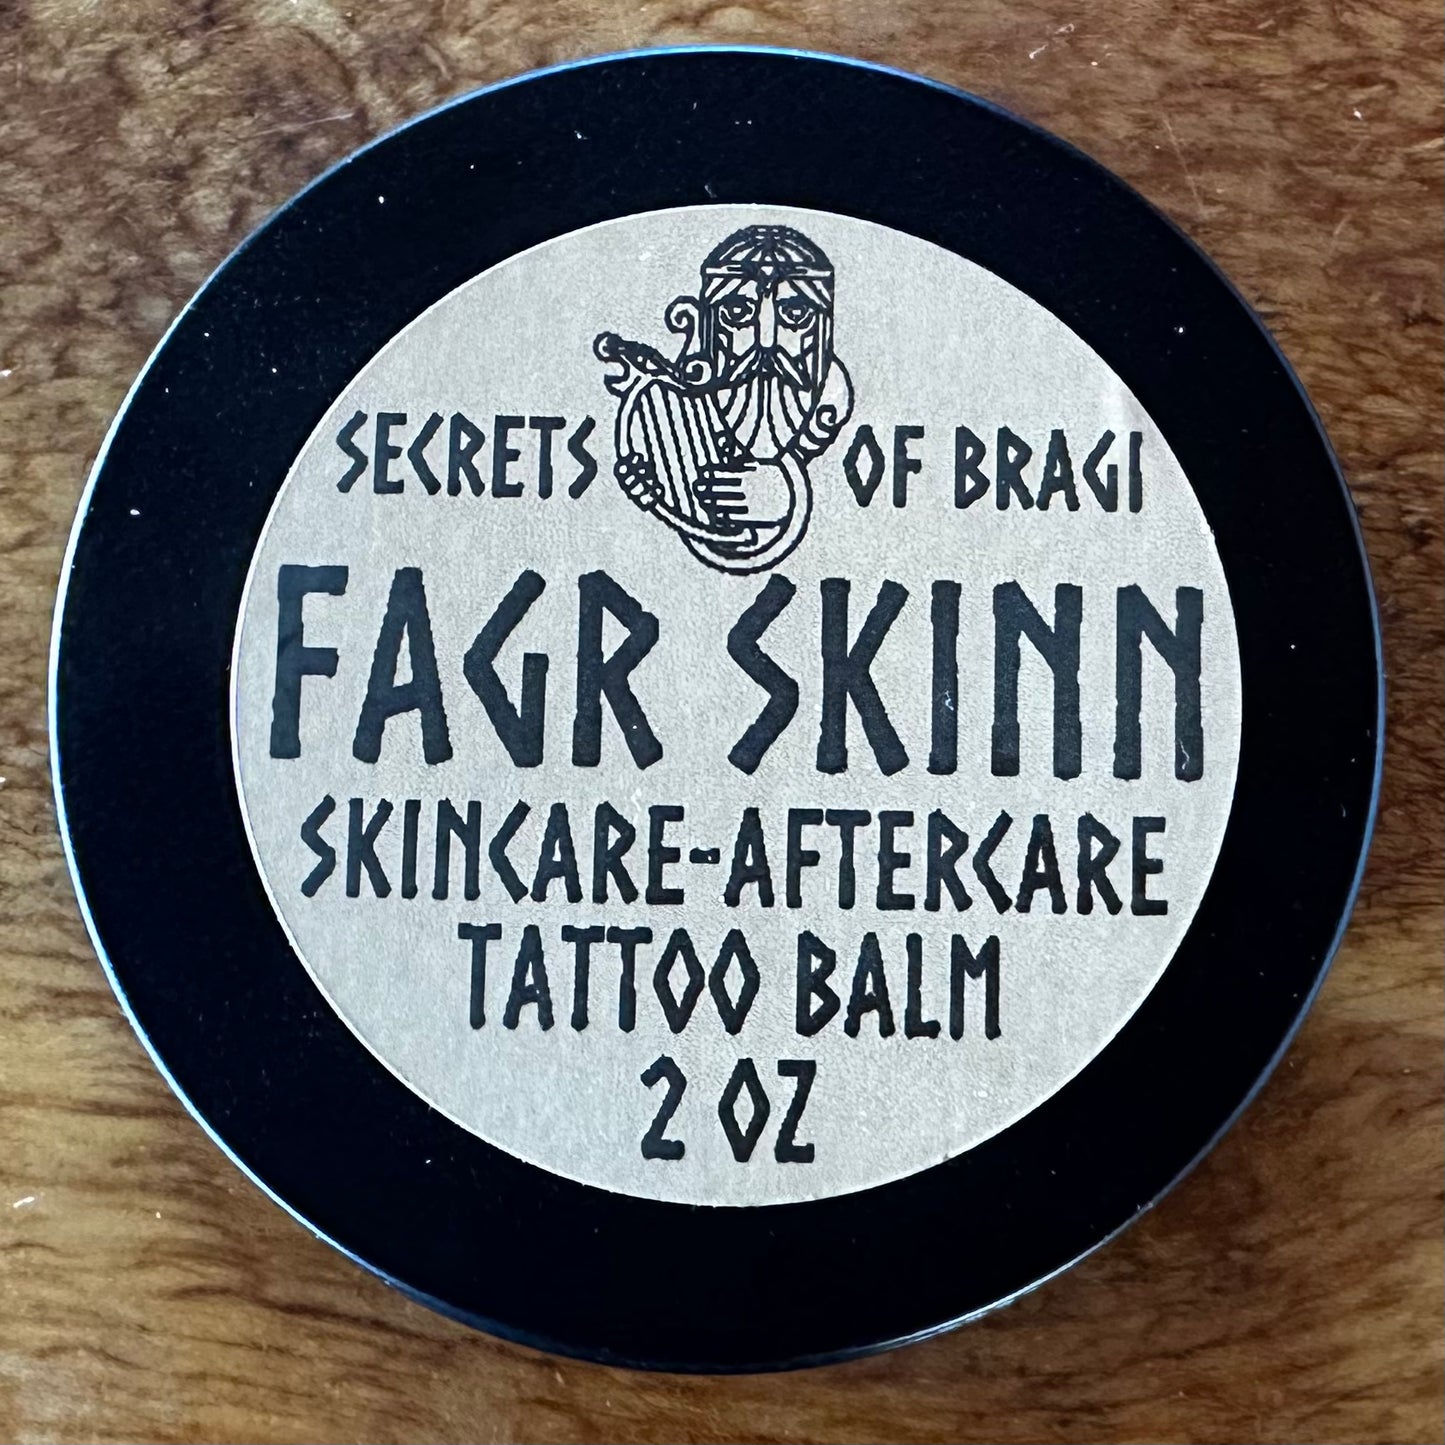 SECRETS OF BRAGI
FAGR SKINN
SKINCARE-AFTERCARE
TATTOO BALM
2 OZ